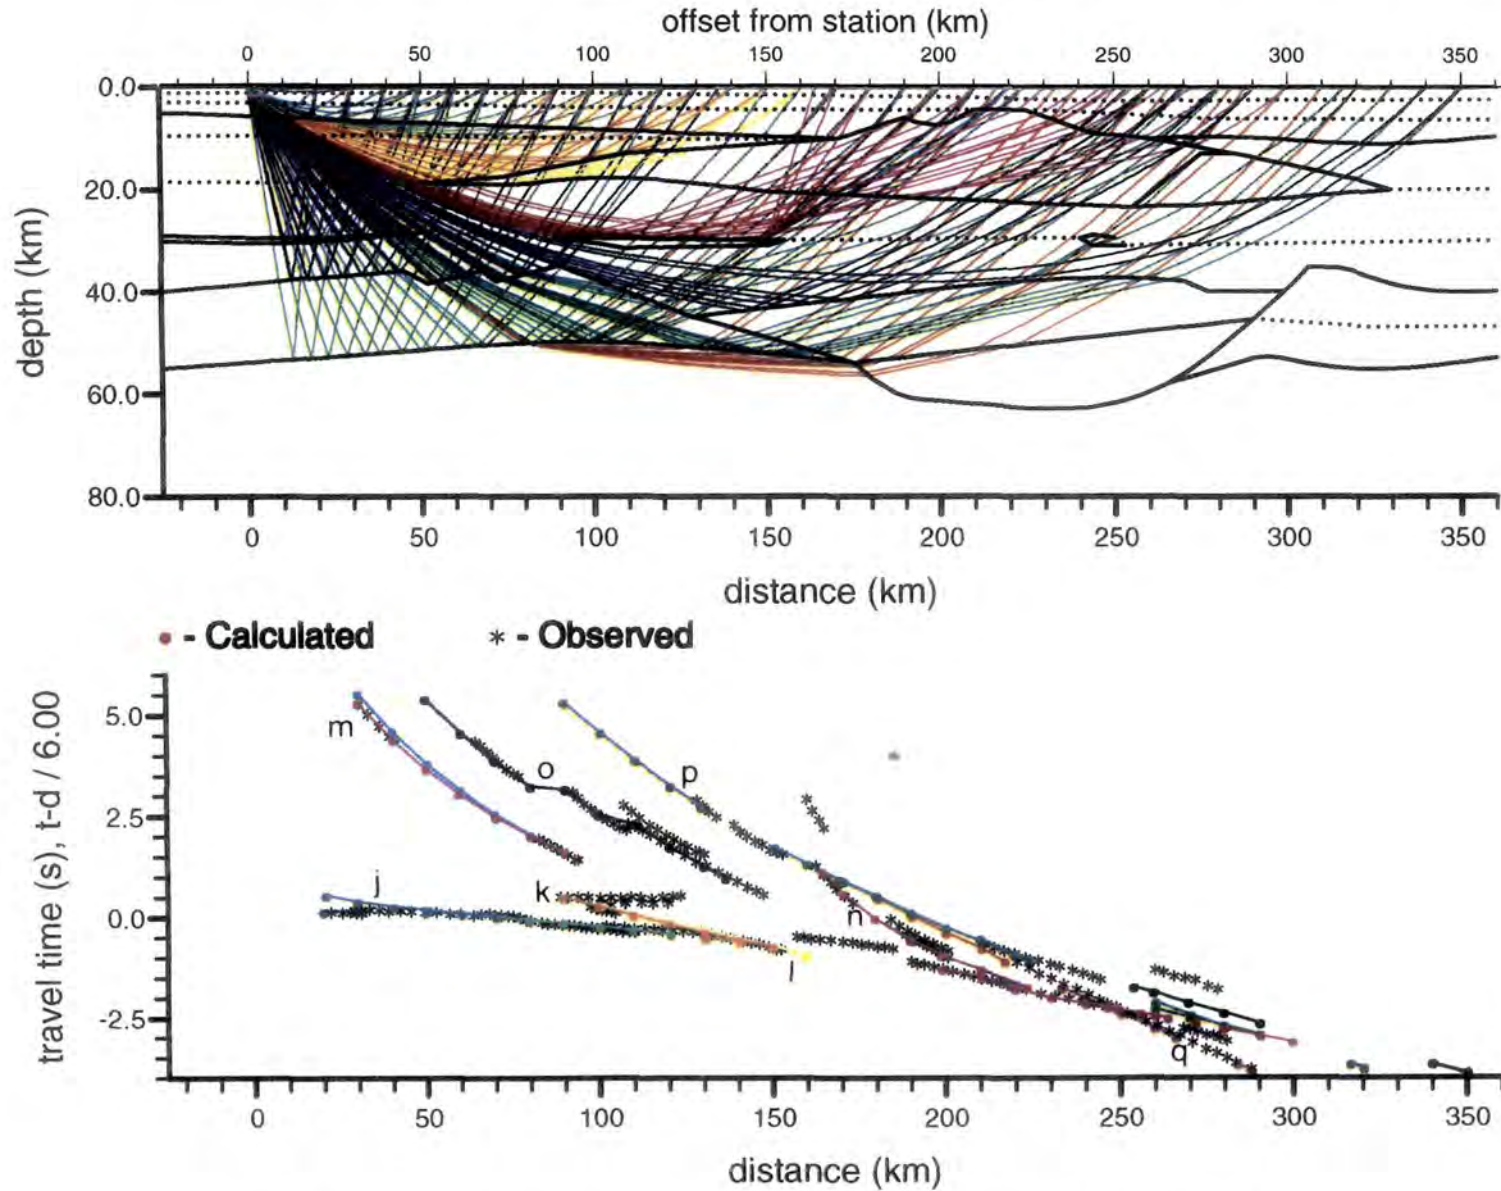 offset from station (km)
0 50 100 150 200 250 300 350
0.0
20.0
40.0
60.0
80.0
depth (km)
0 50 100 150 200 250 300 350
distance (km)
- Calculated * - Observed
5.0
2.5
0.0
-2.5
travel time (s), t-d / 6.00
m
o
p
j
k
l
n
q
0 50 100 150 200 250 300 350
distance (km)